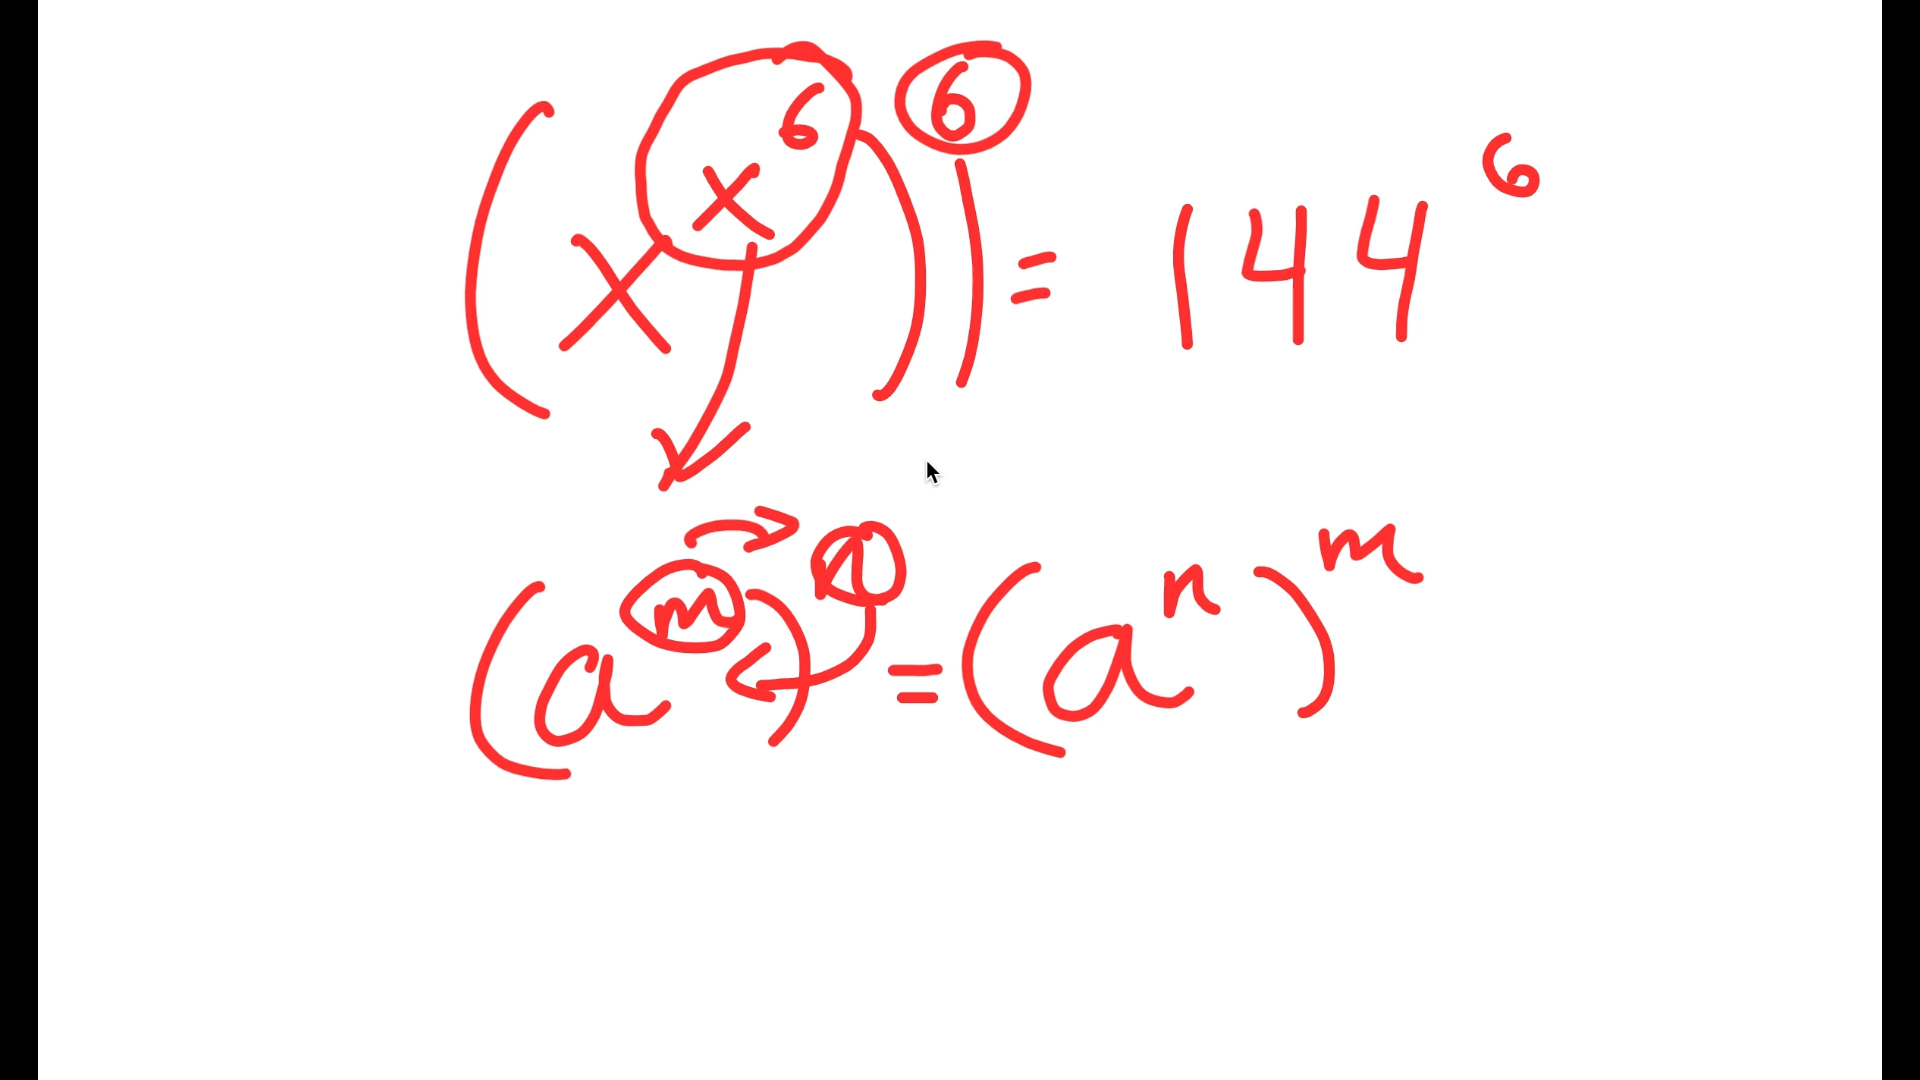 (x^{x^6})^6 = 144^6
(a^m)^n = (a^n)^m